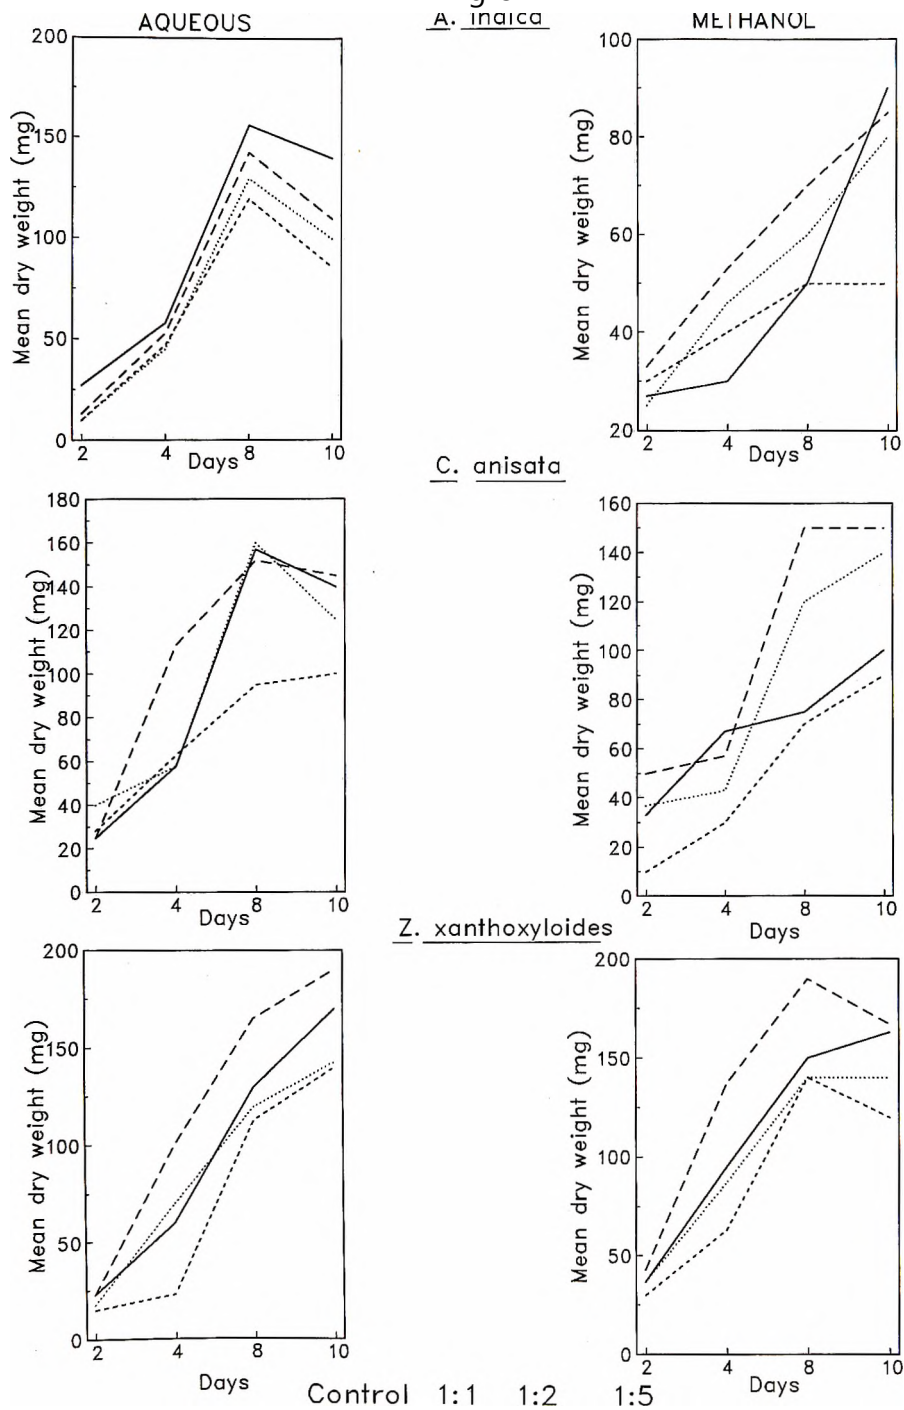 AQUEOUS
A. indica
METHANOL
200
150
100
50
0
Mean dry weight (mg)
2 4 8 10
Days
100
80
60
40
20
Mean dry weight (mg)
2 4 8 10
Days
C. anisata
180
160
140
120
100
80
60
40
20
0
Mean dry weight (mg)
2 4 8 10
Days
160
140
120
100
80
60
40
20
0
Mean dry weight (mg)
2 4 8 10
Days
Z. xanthoxyloides
200
150
100
50
0
Mean dry weight (mg)
2 4 8 10
Days
200
150
100
50
0
Mean dry weight (mg)
2 4 8 10
Days
Control 1:1 1:2 1:5